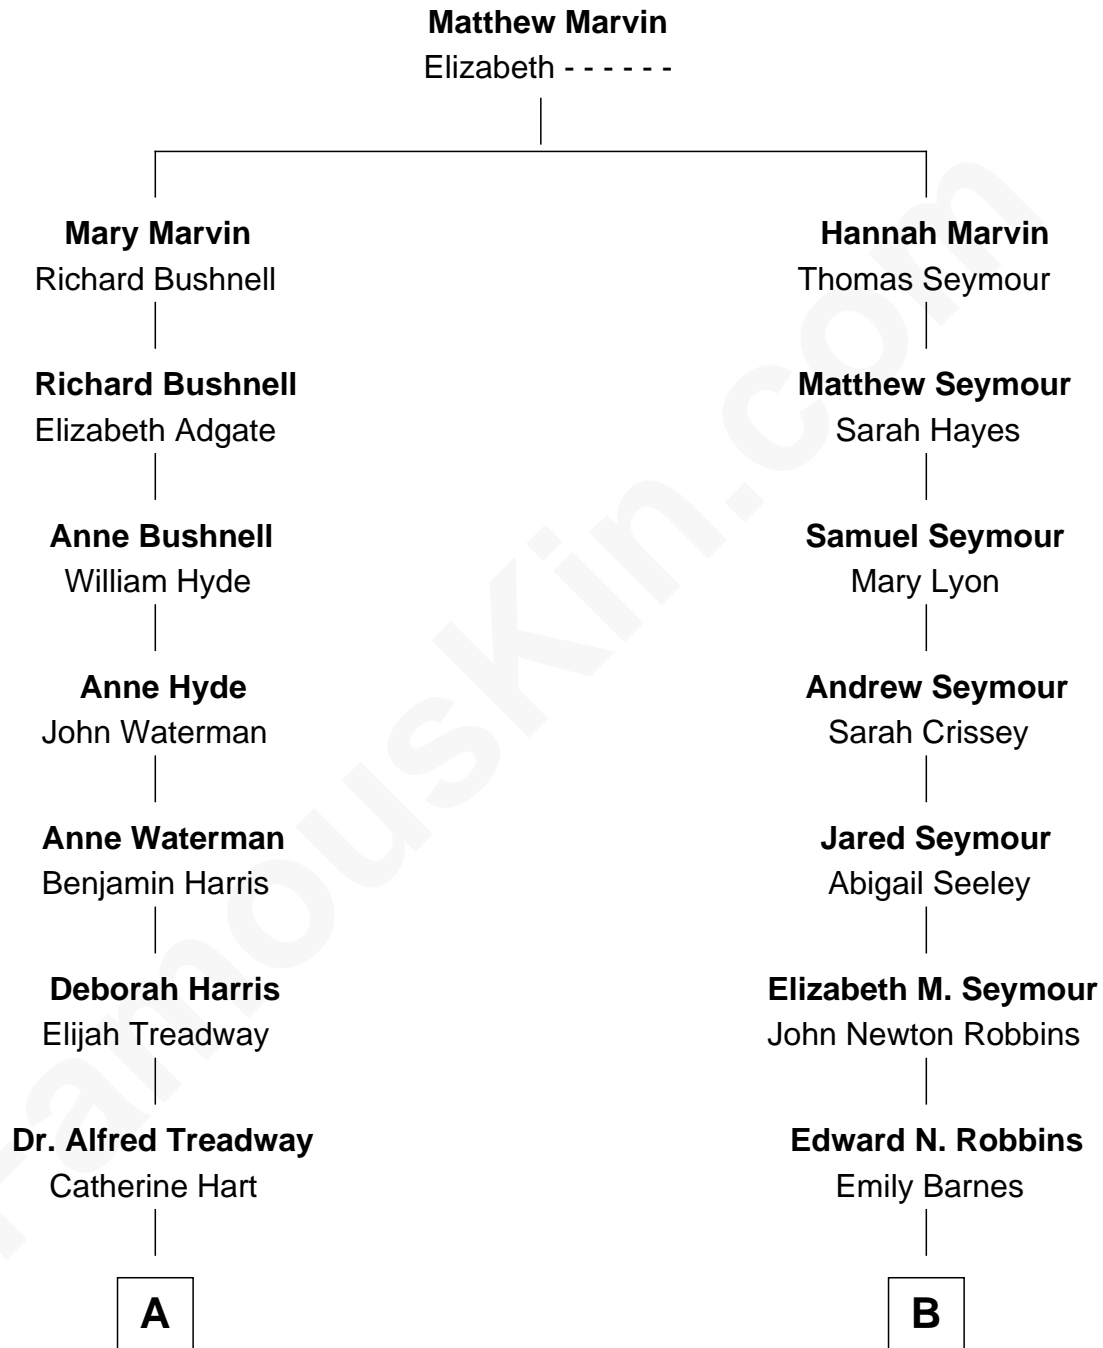 Matthew Marvin
Elizabeth - - - - - -
Mary Marvin
Richard Bushnell
Hannah Marvin
Thomas Seymour
Richard Bushnell
Elizabeth Adgate
Matthew Seymour
Sarah Hayes
Anne Bushnell
William Hyde
Samuel Seymour
Mary Lyon
Anne Hyde
John Waterman
Andrew Seymour
Sarah Crissey
Anne Waterman
Benjamin Harris
Jared Seymour
Abigail Seeley
Deborah Harris
Elijah Treadway
Elizabeth M. Seymour
John Newton Robbins
Dr. Alfred Treadway
Catherine Hart
Edward N. Robbins
Emily Barnes
A
B
FamousKin.com